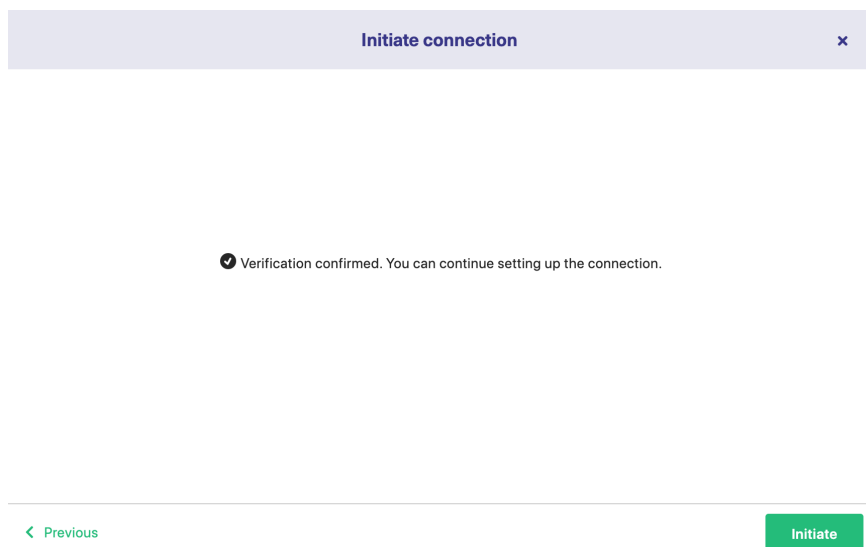 Initiate connection
Verification confirmed. You can continue setting up the connection.
Previous
Initiate